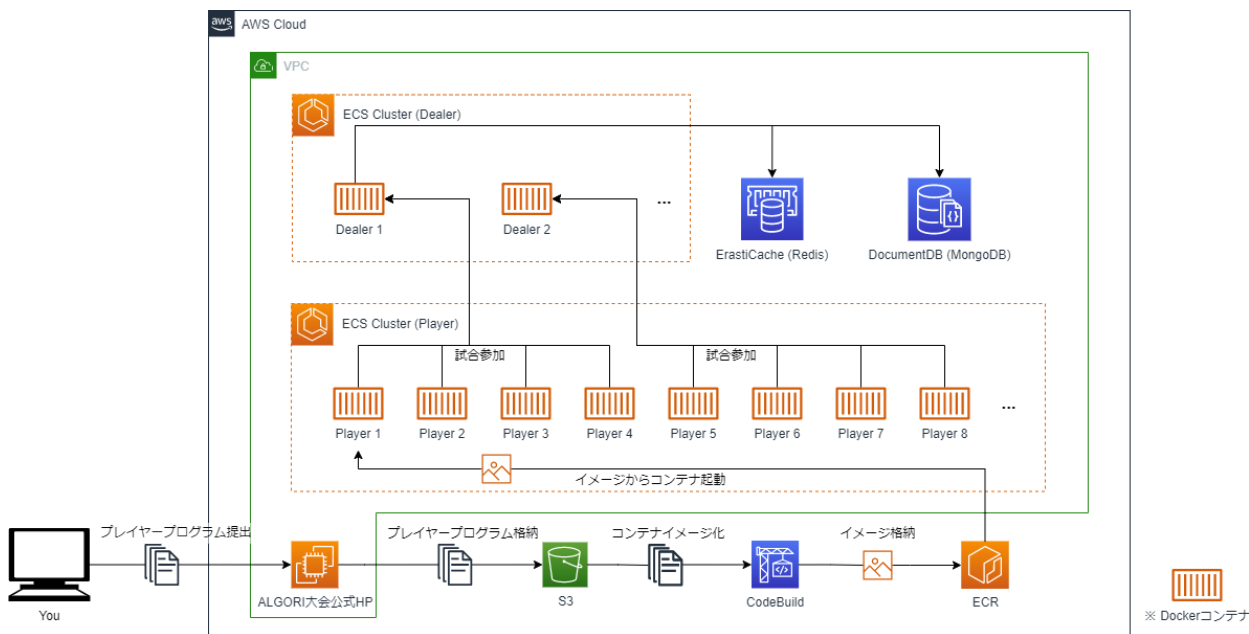 aws
AWS Cloud
VPC
ECS Cluster (Dealer)
Dealer 1
Dealer 2
...
ErastiCache (Redis)
DocumentDB (MongoDB)
ECS Cluster (Player)
試合参加
試合参加
Player 1
Player 2
Player 3
Player 4
Player 5
Player 6
Player 7
Player 8
...
イメージからコンテナ起動
プレイヤープログラム提出
プレイヤープログラム格納
コンテナイメージ化
イメージ格納
You
ALGORI大会公式HP
S3
CodeBuild
ECR
※ Dockerコンテナ